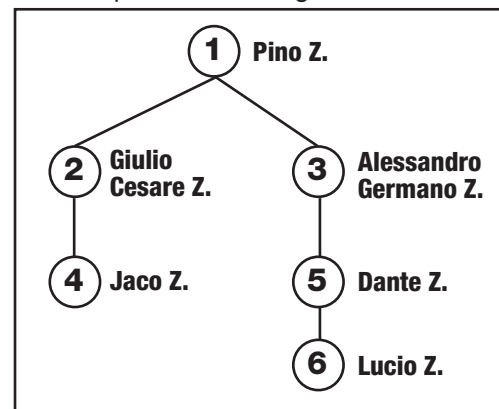 1 Pino Z.
2 Giulio
Cesare Z.
3 Alessandro
Germano Z.
4 Jaco Z.
5 Dante Z.
6 Lucio Z.